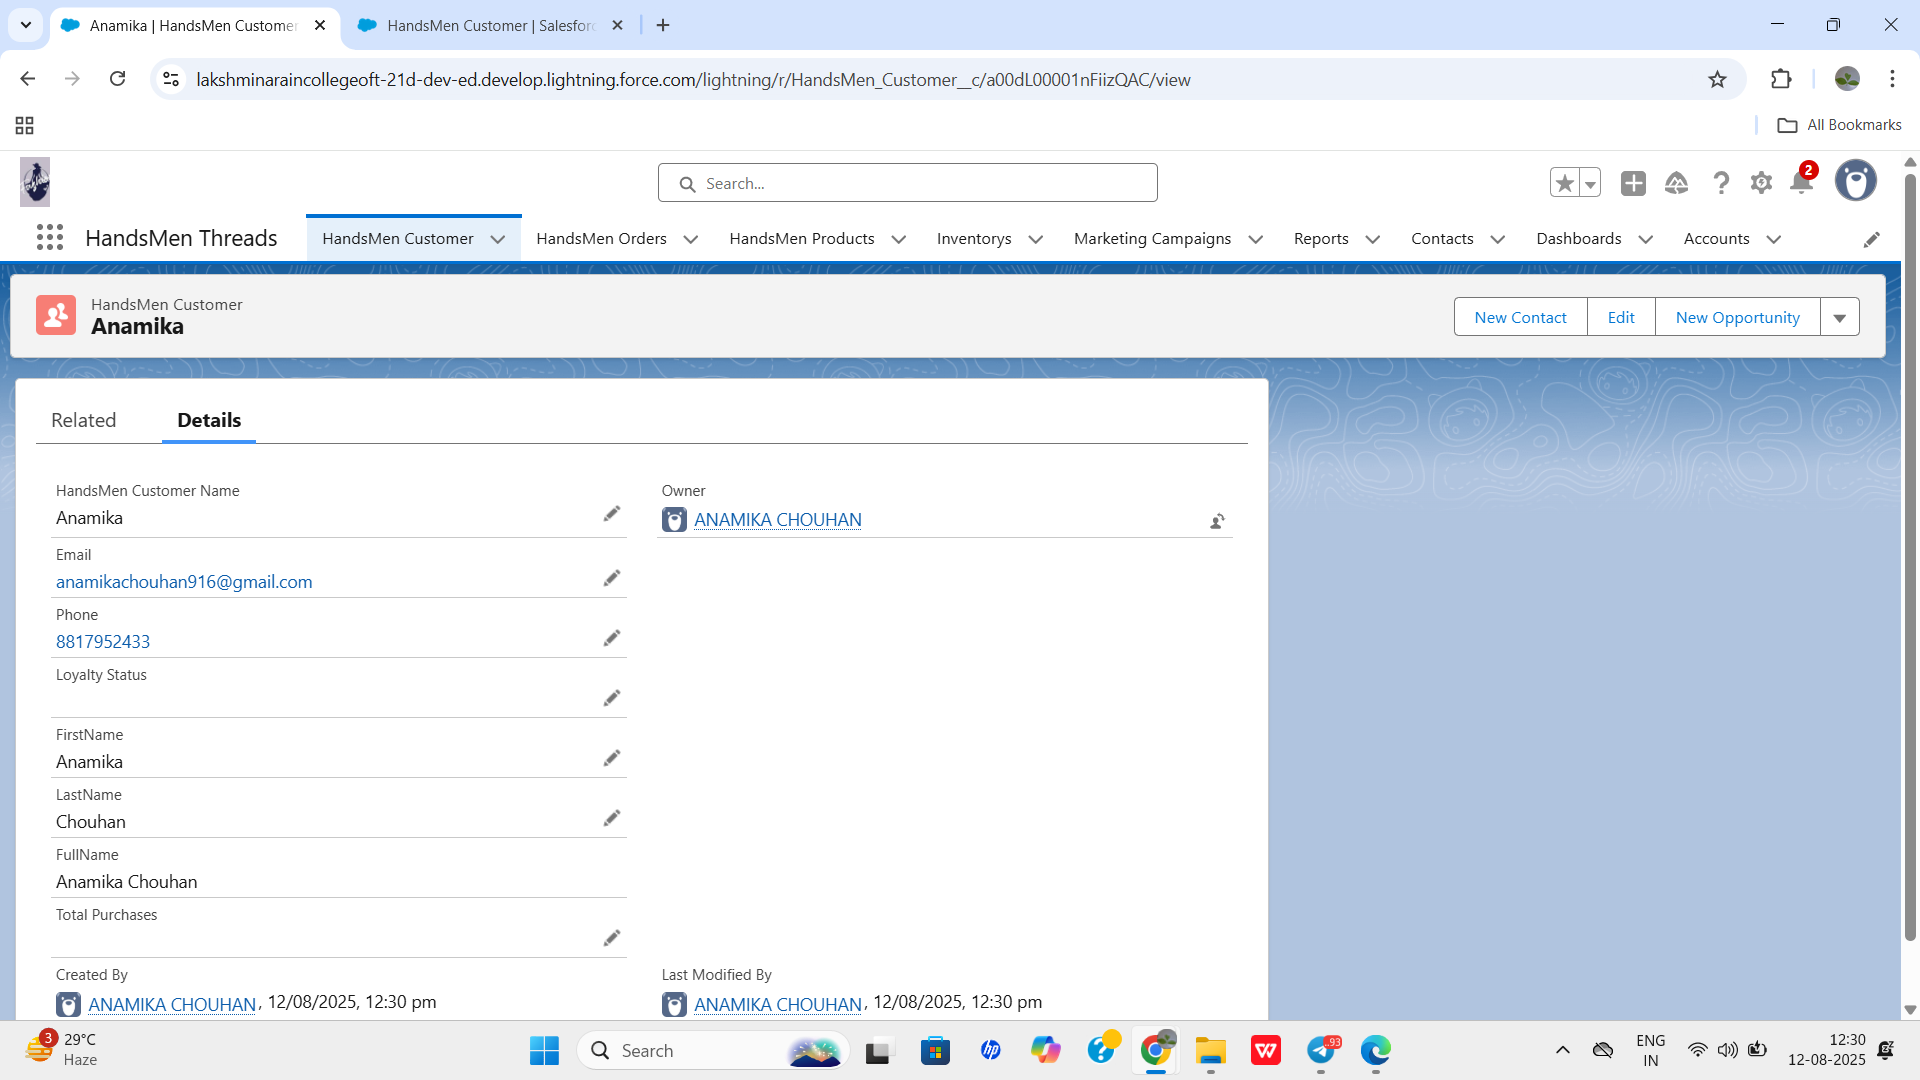 Anamika | HandsMen Customer
HandsMen Customer | Salesforc
lakshminaraincollegeoft-21d-dev-ed.develop.lightning.force.com/lightning/r/HandsMen_Customer__c/a00dL00001nFiizQAC/view
All Bookmarks
Search...
2
HandsMen Threads
HandsMen Customer
HandsMen Orders
HandsMen Products
Inventorys
Marketing Campaigns
Reports
Contacts
Dashboards
Accounts
HandsMen Customer
Anamika
New Contact
Edit
New Opportunity
Related
Details
HandsMen Customer Name
Anamika
Owner
ANAMIKA CHOUHAN
Email
anamikachouhan916@gmail.com
Phone
8817952433
Loyalty Status
FirstName
Anamika
LastName
Chouhan
FullName
Anamika Chouhan
Total Purchases
Created By
ANAMIKA CHOUHAN, 12/08/2025, 12:30 pm
Last Modified By
ANAMIKA CHOUHAN, 12/08/2025, 12:30 pm
3
29°C
Haze
Search
hp
W
93
ENG
IN
12:30
12-08-2025